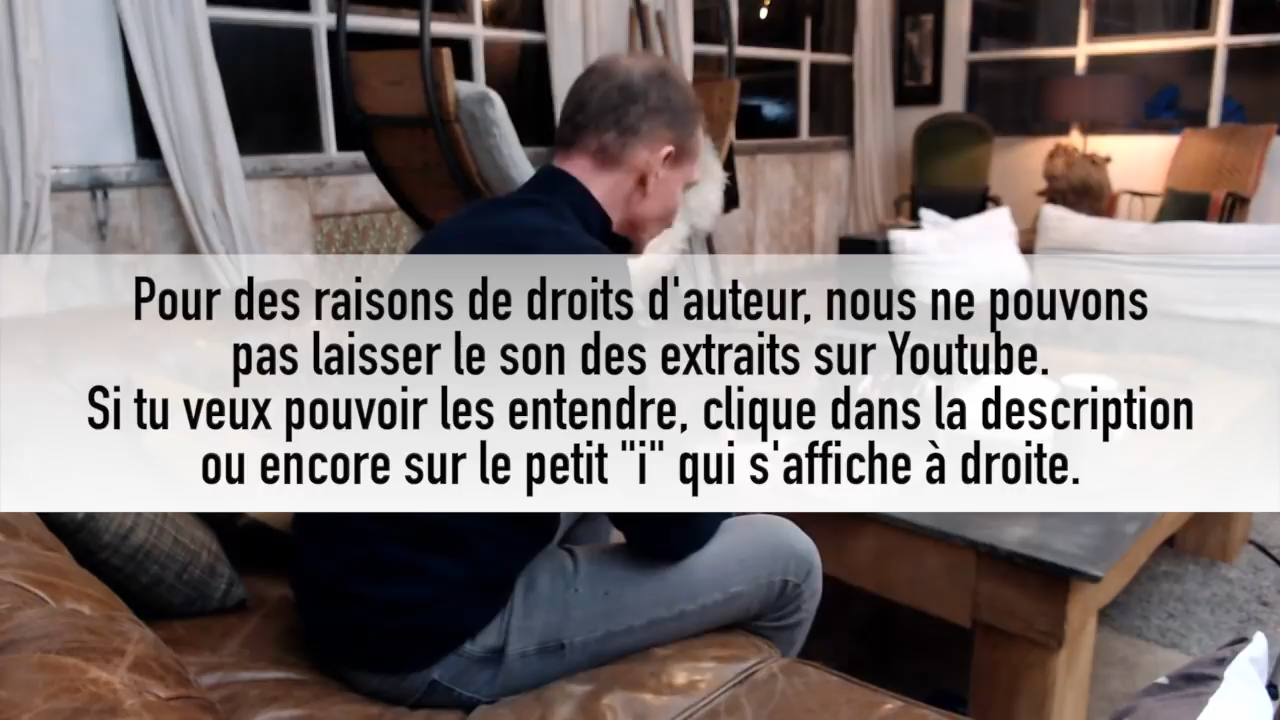 Pour des raisons de droits d'auteur, nous ne pouvons
pas laisser le son des extraits sur Youtube.
Si tu veux pouvoir les entendre, clique dans la description
ou encore sur le petit "i" qui s'affiche à droite.